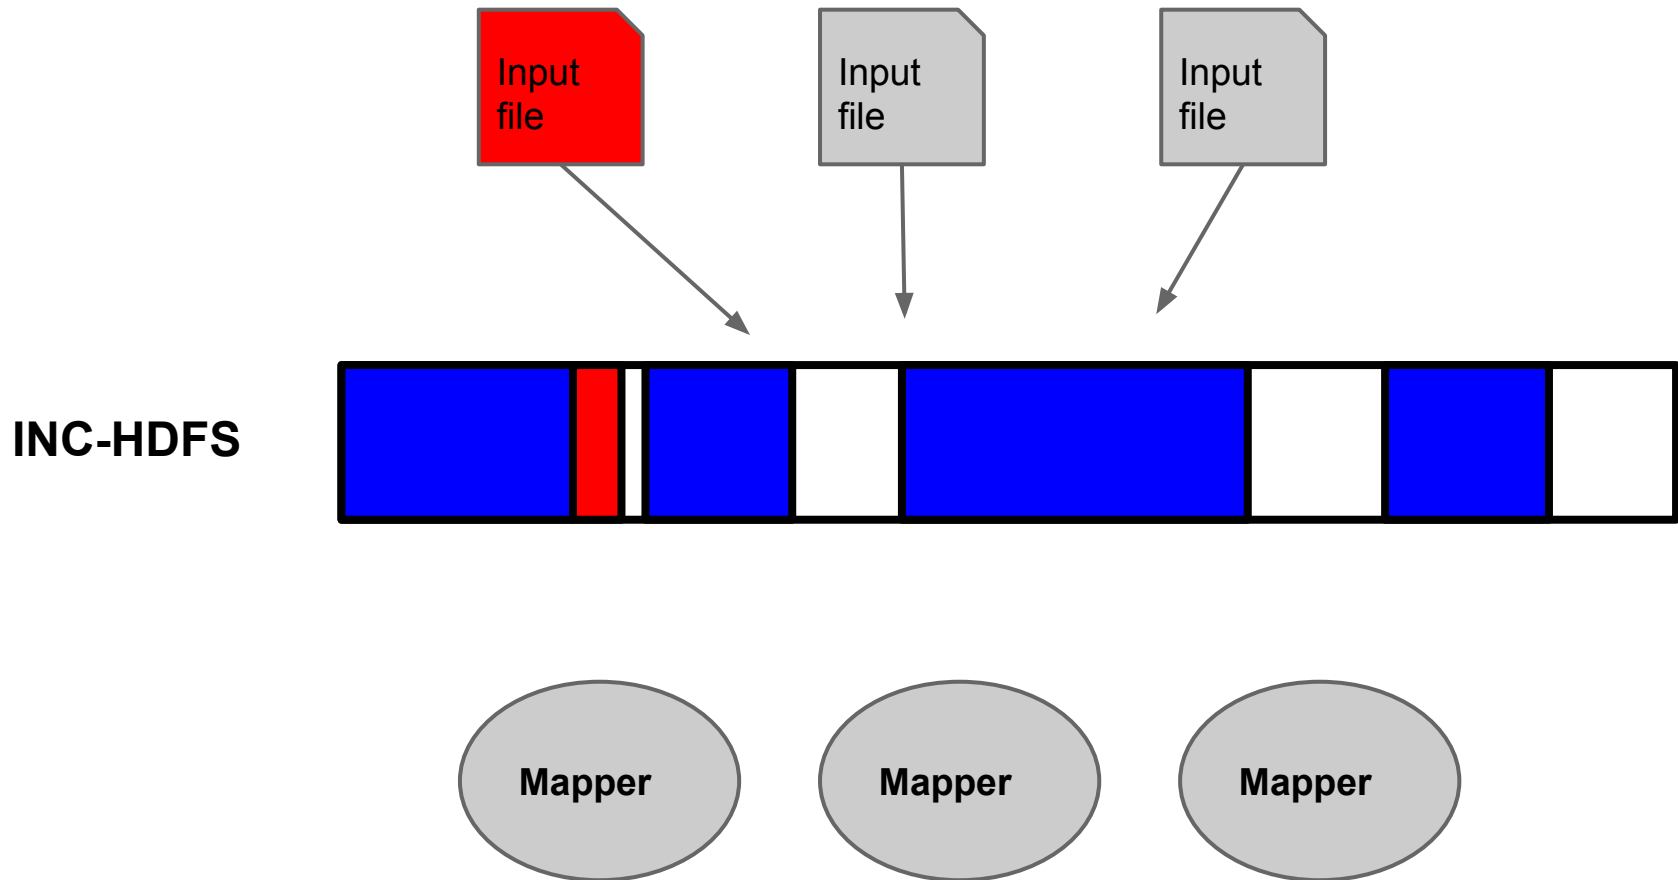 Input
file
Input
file
Input
file
INC-HDFS
Mapper
Mapper
Mapper